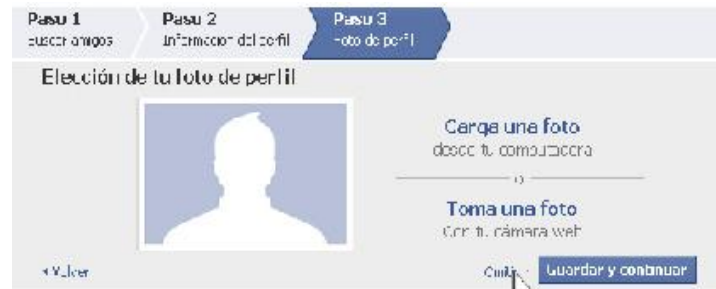 Paso 1
Buscar amigos
Paso 2
Información del perfil
Paso 3
Foto de perfil
Elección de tu foto de perfil
Carga una foto
desde tu computadora
o
Toma una foto
Con tu cámara web
Volver
Omitir
Guardar y continuar